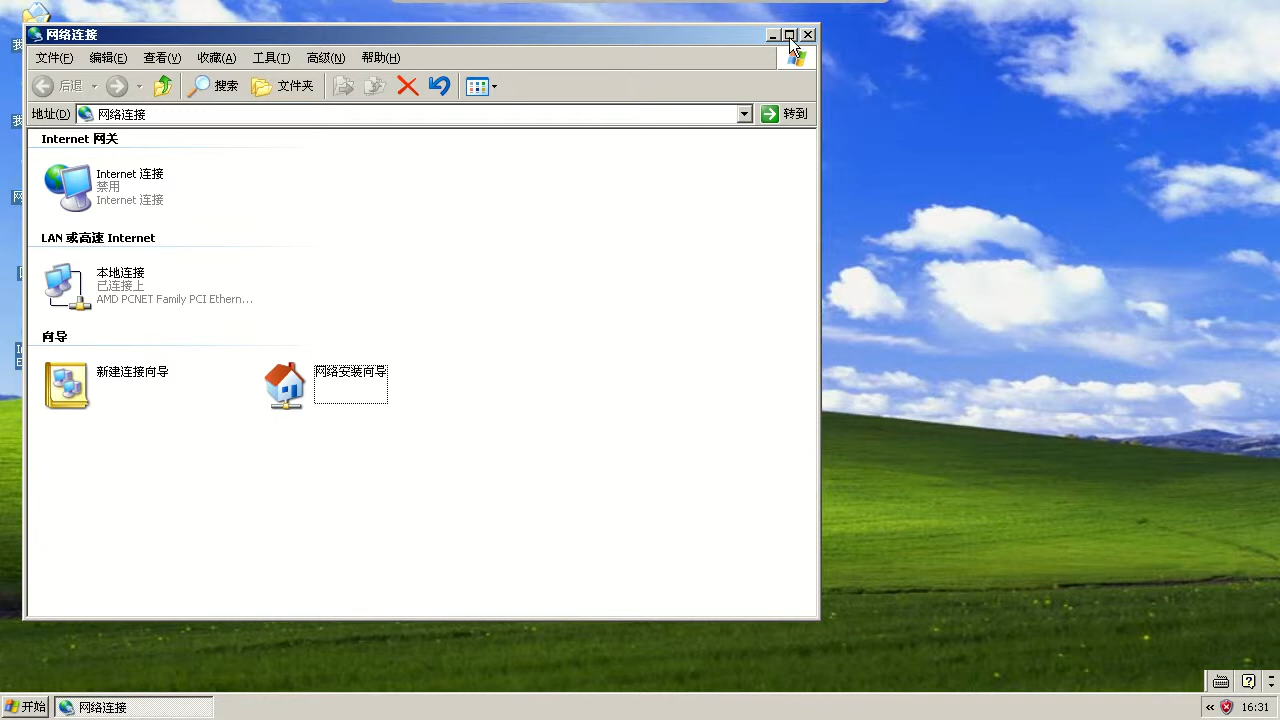 网络连接
文件(F) 编辑(E) 查看(V) 收藏(A) 工具(T) 高级(N) 帮助(H)
后退 搜索 文件夹
地址(D) 网络连接 转到
Internet 网关
Internet 连接
禁用
Internet 连接
LAN 或高速 Internet
本地连接
已连接上
AMD PCNET Family PCI Ethern...
向导
新建连接向导 网络安装向导
开始 网络连接 « 16:31